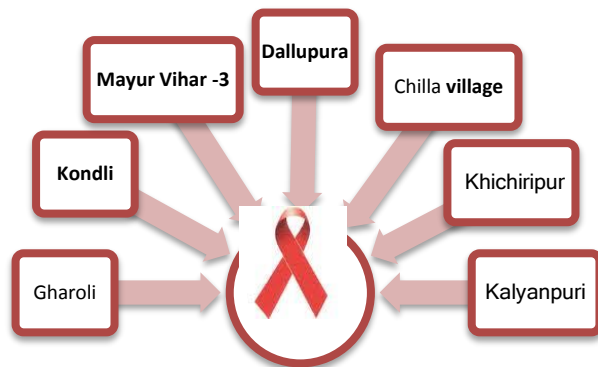 Dallupura
Mayur Vihar -3
Chilla village
Kondli
Khichiripur
Gharoli
Kalyanpuri